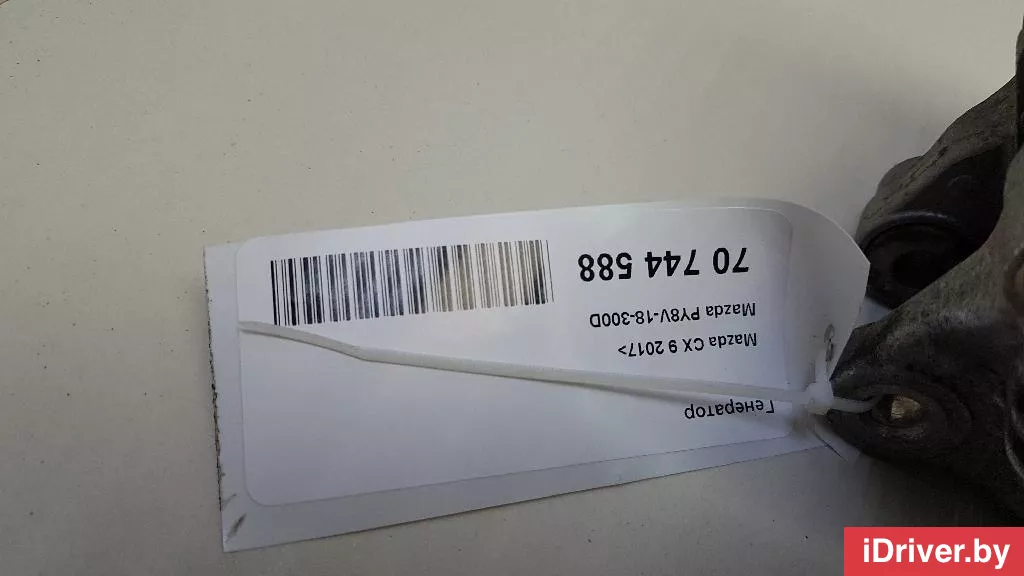 Генератор
Mazda CX 9 2017>
Mazda PY8V-18-300D
70 744 588
iDriver.by